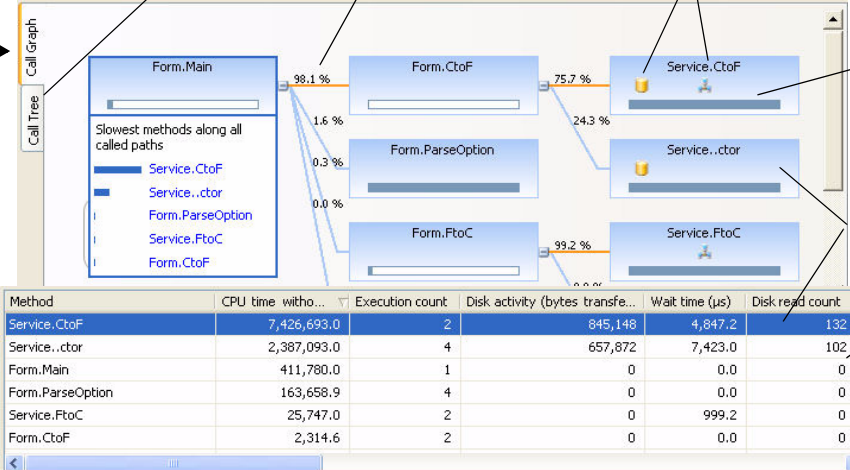 Call Graph
Call Tree
Form.Main
Slowest methods along all
called paths
Service.CtoF
Service..ctor
Form.ParseOption
Service.FtoC
Form.CtoF
98.1 %
1.6 %
0.3 %
0.0 %
Form.CtoF
Form.ParseOption
Form.FtoC
75.7 %
24.3 %
99.2 %
Service.CtoF
Service..ctor
Service.FtoC
Method CPU time witho... Execution count Disk activity (bytes transfe... Wait time (µs) Disk read count
Service.CtoF 7,426,693.0 2 845,148 4,847.2 132
Service..ctor 2,387,093.0 4 657,872 7,423.0 102
Form.Main 411,780.0 1 0 0.0 0
Form.ParseOption 163,658.9 4 0 0.0 0
Service.FtoC 25,747.0 2 0 999.2 0
Form.CtoF 2,314.6 2 0 0.0 0